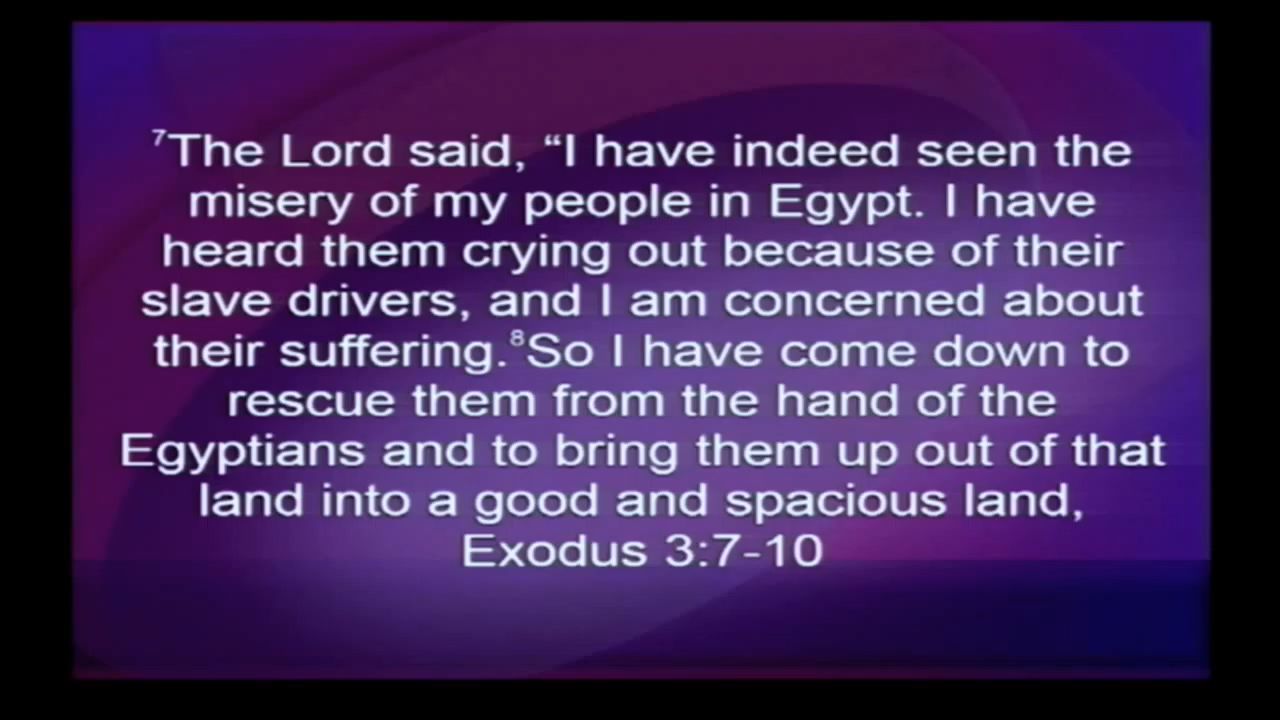 ⁷The Lord said, “I have indeed seen the
misery of my people in Egypt. I have
heard them crying out because of their
slave drivers, and I am concerned about
their suffering.⁸So I have come down to
rescue them from the hand of the
Egyptians and to bring them up out of that
land into a good and spacious land,
Exodus 3:7-10